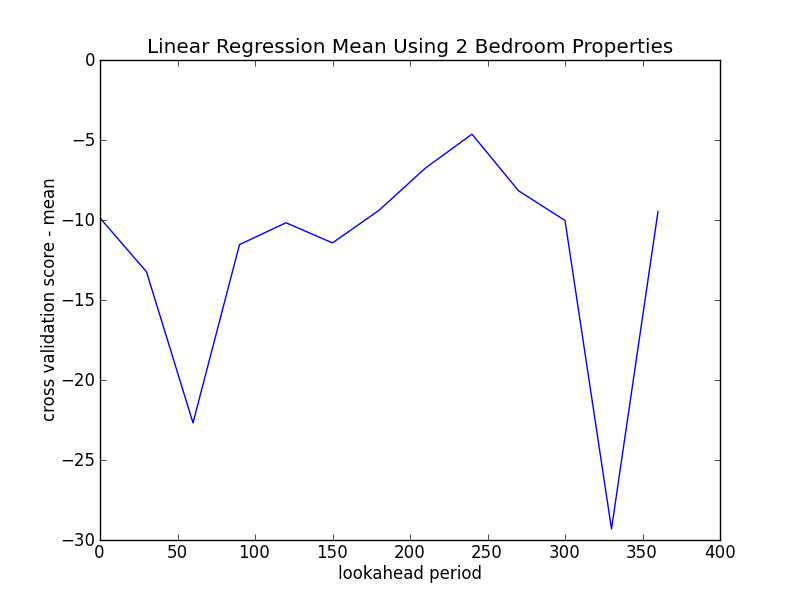 Linear Regression Mean Using 2 Bedroom Properties
0
−5
−10
−15
−20
−25
−30
cross validation score - mean
0 50 100 150 200 250 300 350 400
lookahead period